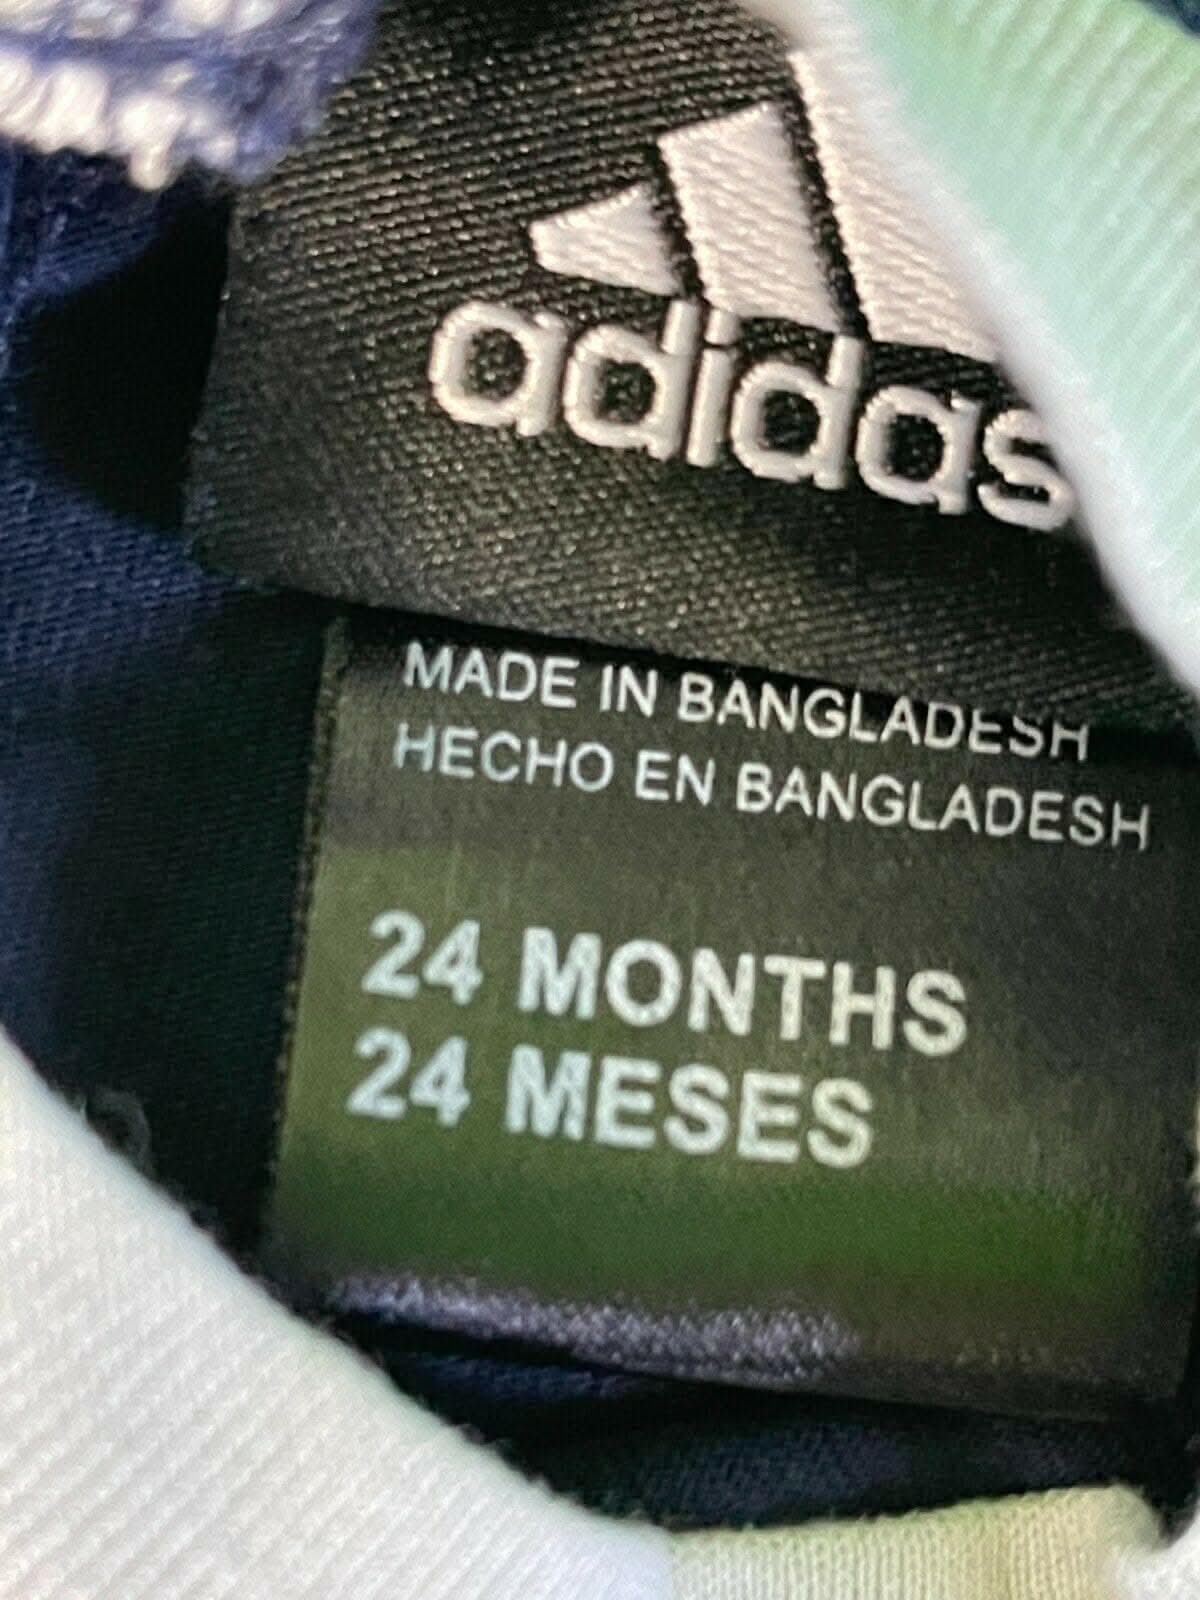 adidas
MADE IN BANGLADESH
HECHO EN BANGLADESH
24 MONTHS
24 MESES